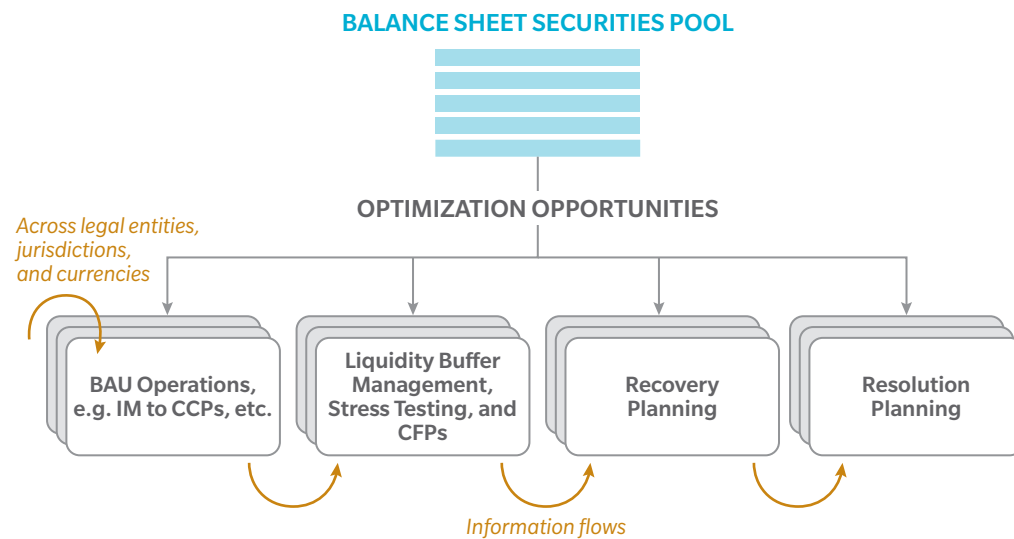 BALANCE SHEET SECURITIES POOL
OPTIMIZATION OPPORTUNITIES
Across legal entities,
jurisdictions,
and currencies
BAU Operations,
e.g. IM to CCPs, etc.
Liquidity Buffer
Management,
Stress Testing, and
CFPs
Recovery
Planning
Resolution
Planning
Information flows